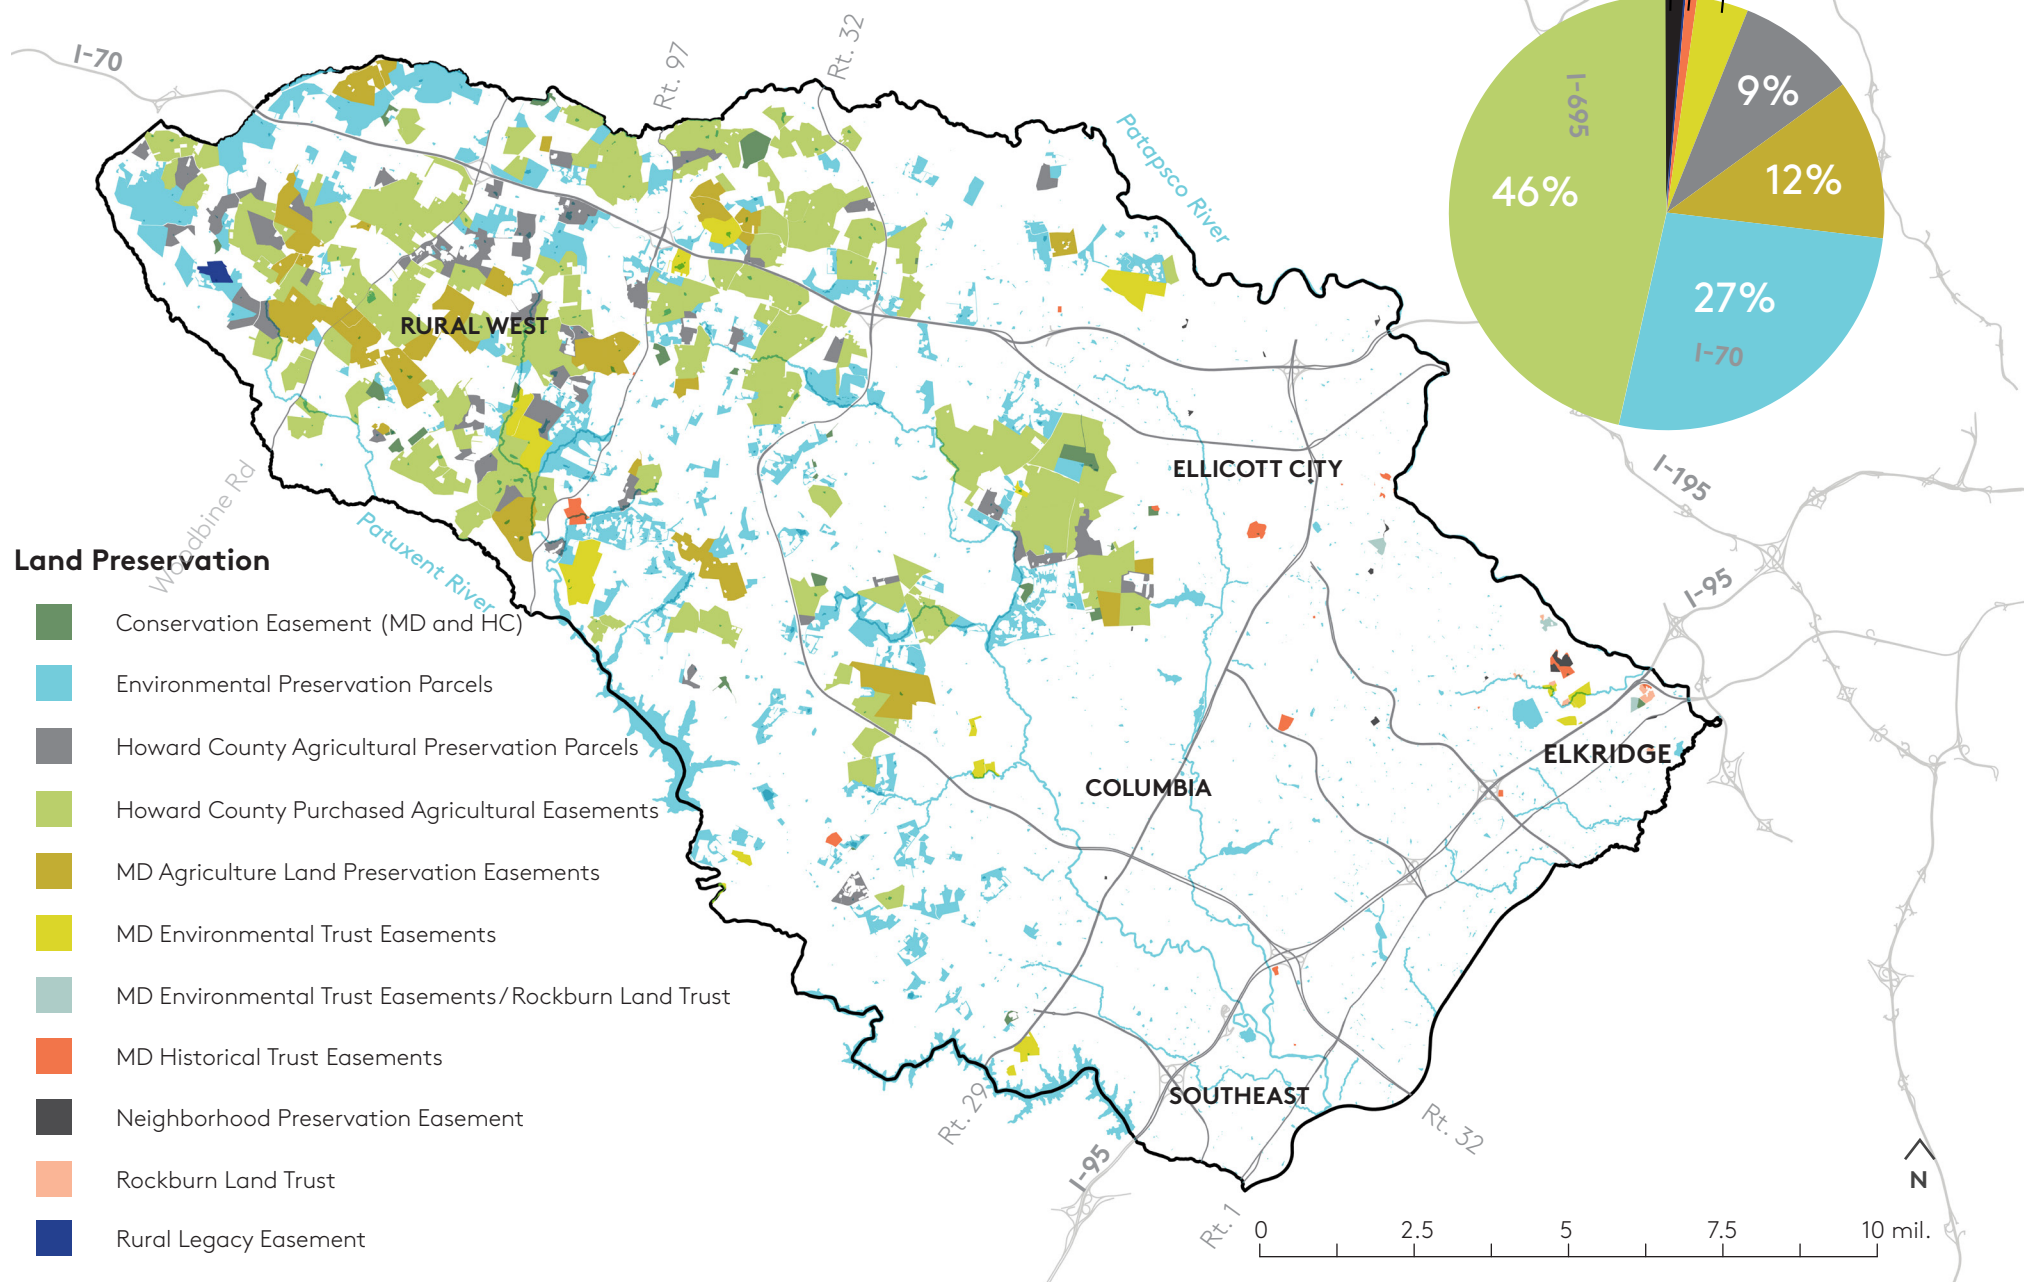 I-70
Rt. 97
Rt. 32
Patapsco River
I-695
9%
46%
12%
27%
I-70
RURAL WEST
ELLICOTT CITY
I-195
Woodbine Rd
Patuxent River
I-95
Land Preservation
Conservation Easement (MD and HC)
Environmental Preservation Parcels
Howard County Agricultural Preservation Parcels
Howard County Purchased Agricultural Easements
MD Agriculture Land Preservation Easements
MD Environmental Trust Easements
MD Environmental Trust Easements/Rockburn Land Trust
MD Historical Trust Easements
Neighborhood Preservation Easement
Rockburn Land Trust
Rural Legacy Easement
ELKRIDGE
COLUMBIA
SOUTHEAST
Rt. 29
Rt. 32
I-95
Rt. 1
N
0 2.5 5 7.5 10 mil.